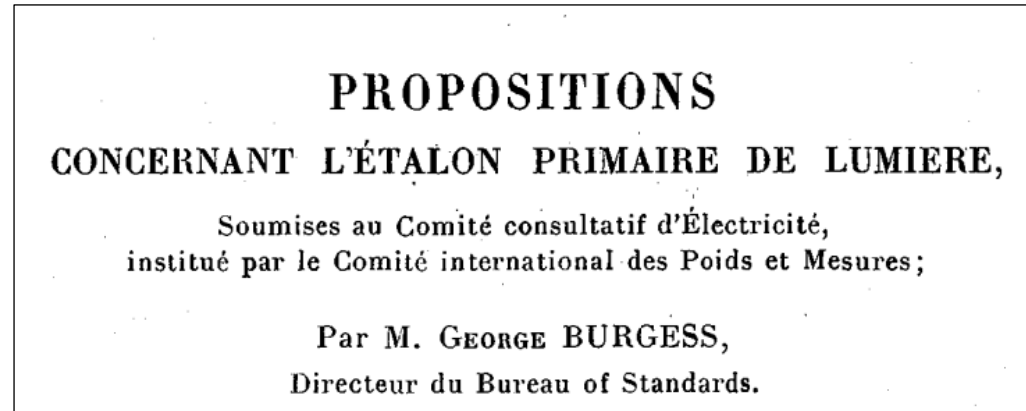 PROPOSITIONS
CONCERNANT L'ÉTALON PRIMAIRE DE LUMIERE,
Soumises au Comité consultatif d'Électricité,
institué par le Comité international des Poids et Mesures;
Par M. GEORGE BURGESS,
Directeur du Bureau of Standards.